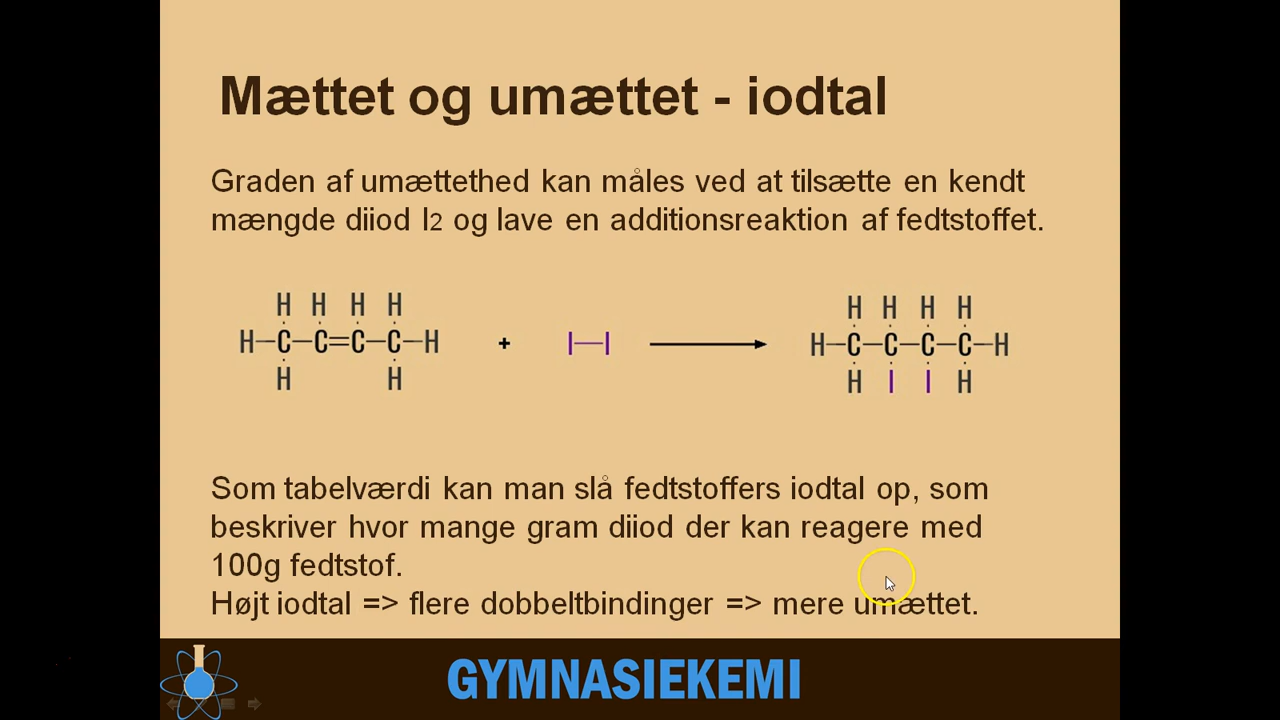 Mættet og umættet - iodtal
Graden af umættethed kan måles ved at tilsætte en kendt
mængde diiod I2 og lave en additionsreaktion af fedtstoffet.
H H H H H H H H
H-C-C=C-C-H + I-I → H-C-C-C-C-H
H H H I I H
Som tabelværdi kan man slå fedtstoffers iodtal op, som
beskriver hvor mange gram diiod der kan reagere med
100g fedtstof.
Højt iodtal => flere dobbeltbindinger => mere umættet.
GYMNASIEKEMI